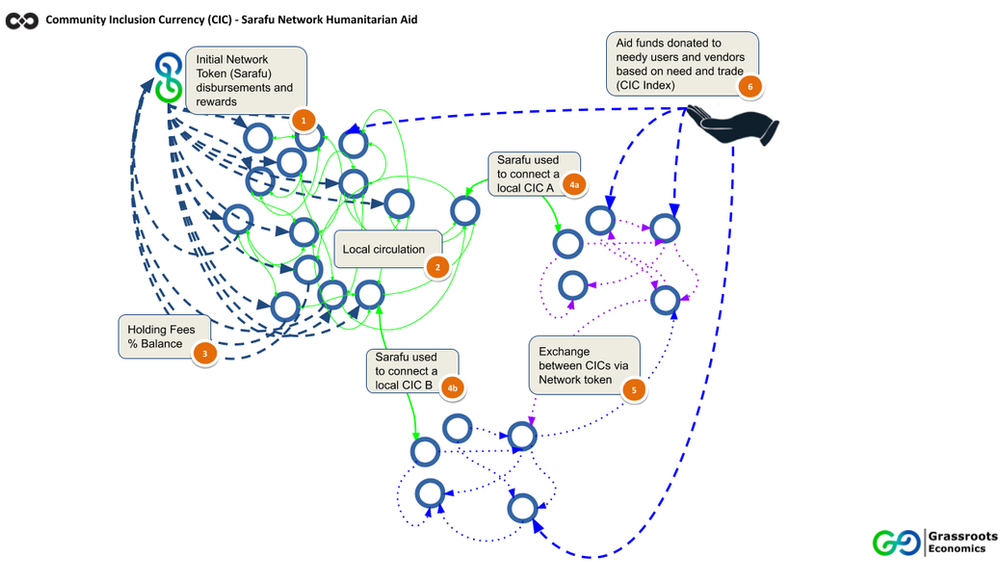 Community Inclusion Currency (CIC) - Sarafu Network Humanitarian Aid
Initial Network
Token (Sarafu)
disbursements and
rewards
1
Aid funds donated to
needy users and vendors
based on need and trade
(CIC Index)
6
Sarafu used
to connect a
local CIC A
4a
Local circulation
2
Holding Fees
% Balance
3
Sarafu used
to connect a
local CIC B
4b
Exchange
between CICs via
Network token
5
Grassroots
Economics